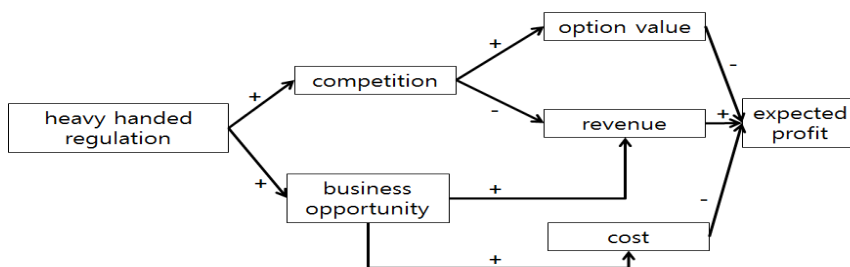 option value
+
-
competition
+
heavy handed
regulation
-
revenue
+
expected
profit
+
business
opportunity
+
-
cost
+